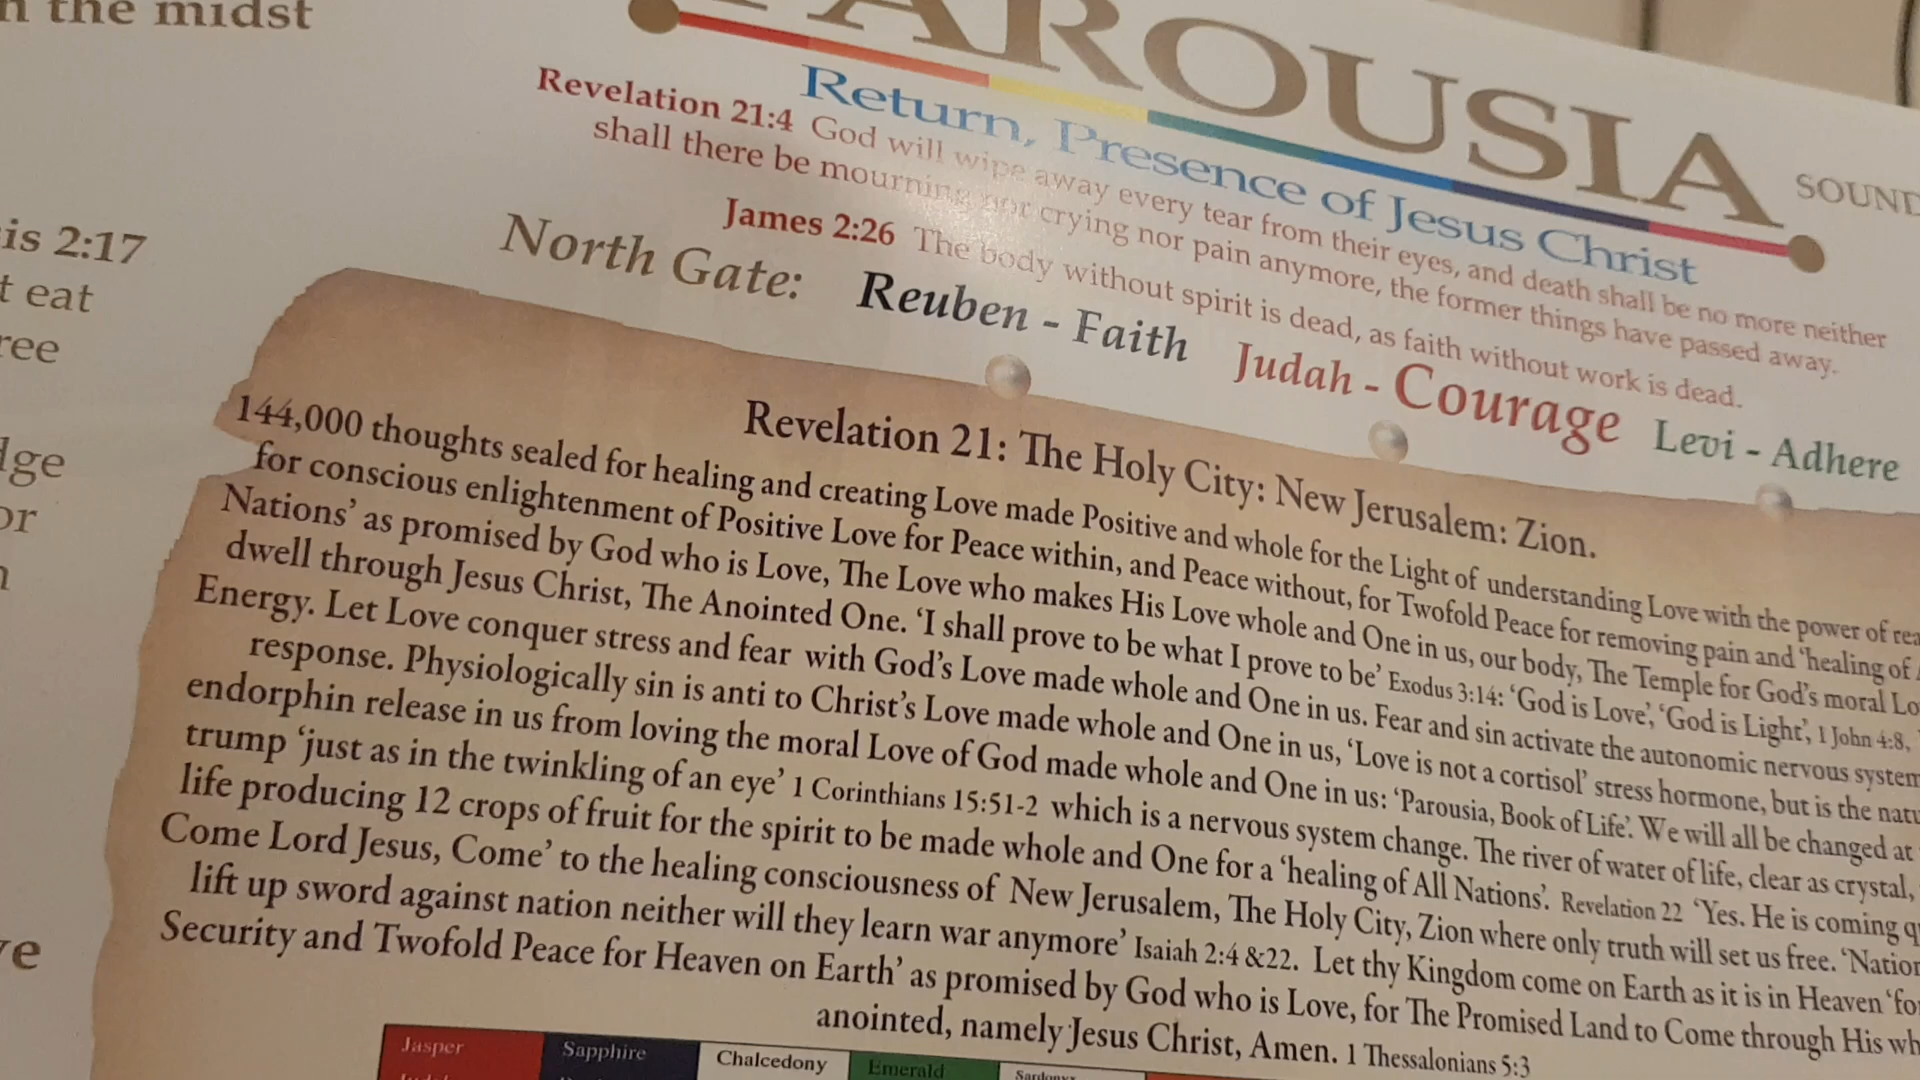 n the midst
is 2:17
t eat
ree
dge
or
ve
PAROUSIA
SOUND
Return, Presence of Jesus Christ
Revelation 21:4 God will wipe away every tear from their eyes, and death shall be no more neither
shall there be mourning nor crying nor pain anymore, the former things have passed away.
James 2:26 The body without spirit is dead, as faith without work is dead.
North Gate: Reuben - Faith Judah - Courage Levi - Adhere
Revelation 21: The Holy City: New Jerusalem: Zion.
144,000 thoughts sealed for healing and creating Love made Positive and whole for the Light of understanding Love with the power of rea
for conscious enlightenment of Positive Love for Peace within, and Peace without, for Twofold Peace for removing pain and 'healing of A
Nations' as promised by God who is Love, The Love who makes His Love whole and One in us, our body, The Temple for God's moral Lo
dwell through Jesus Christ, The Anointed One. 'I shall prove to be what I prove to be' Exodus 3:14: 'God is Love', 'God is Light', 1 John 4:8,
Energy. Let Love conquer stress and fear with God's Love made whole and One in us. Fear and sin activate the autonomic nervous system
response. Physiologically sin is anti to Christ's Love made whole and One in us, 'Love is not a cortisol' stress hormone, but is the natu
endorphin release in us from loving the moral Love of God made whole and One in us: 'Parousia, Book of Life'. We will all be changed at
trump 'just as in the twinkling of an eye' 1 Corinthians 15:51-2 which is a nervous system change. The river of water of life, clear as crystal,
life producing 12 crops of fruit for the spirit to be made whole and One for a 'healing of All Nations'. Revelation 22 'Yes. He is coming q
Come Lord Jesus, Come' to the healing consciousness of New Jerusalem, The Holy City, Zion where only truth will set us free. 'Nation
lift up sword against nation neither will they learn war anymore' Isaiah 2:4 &22. Let thy Kingdom come on Earth as it is in Heaven 'fo
Security and Twofold Peace for Heaven on Earth' as promised by God who is Love, for The Promised Land to Come through His wh
anointed, namely Jesus Christ, Amen. 1 Thessalonians 5:3
Jasper Sapphire Chalcedony Emerald Sardonyx